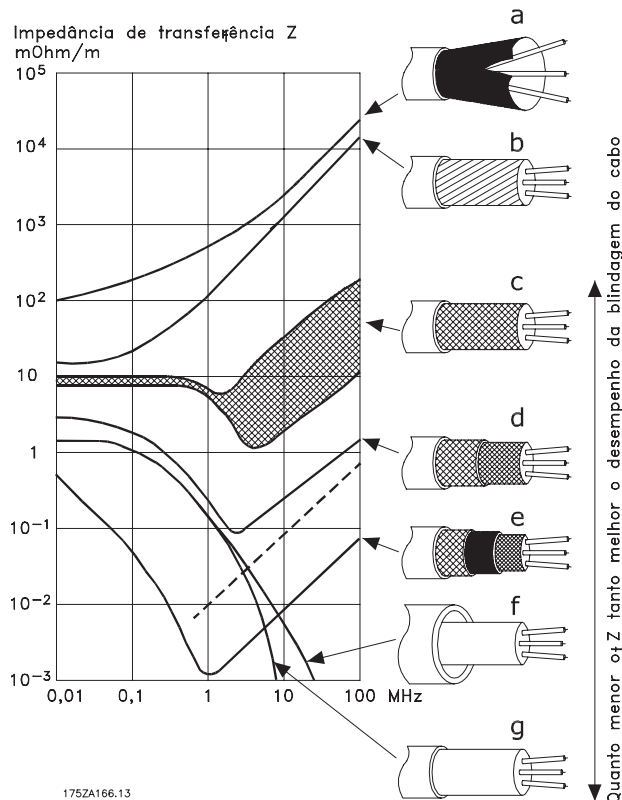 Impedância de transferência Z
mOhm/m
10⁵
10⁴
10³
10²
10
1
10⁻¹
10⁻²
10⁻³
0,01 0,1 1 10 100 MHz
a
b
c
d
e
f
g
Quanto menor o Z tanto melhor o desempenho da blindagem do cabo
175ZA166.13